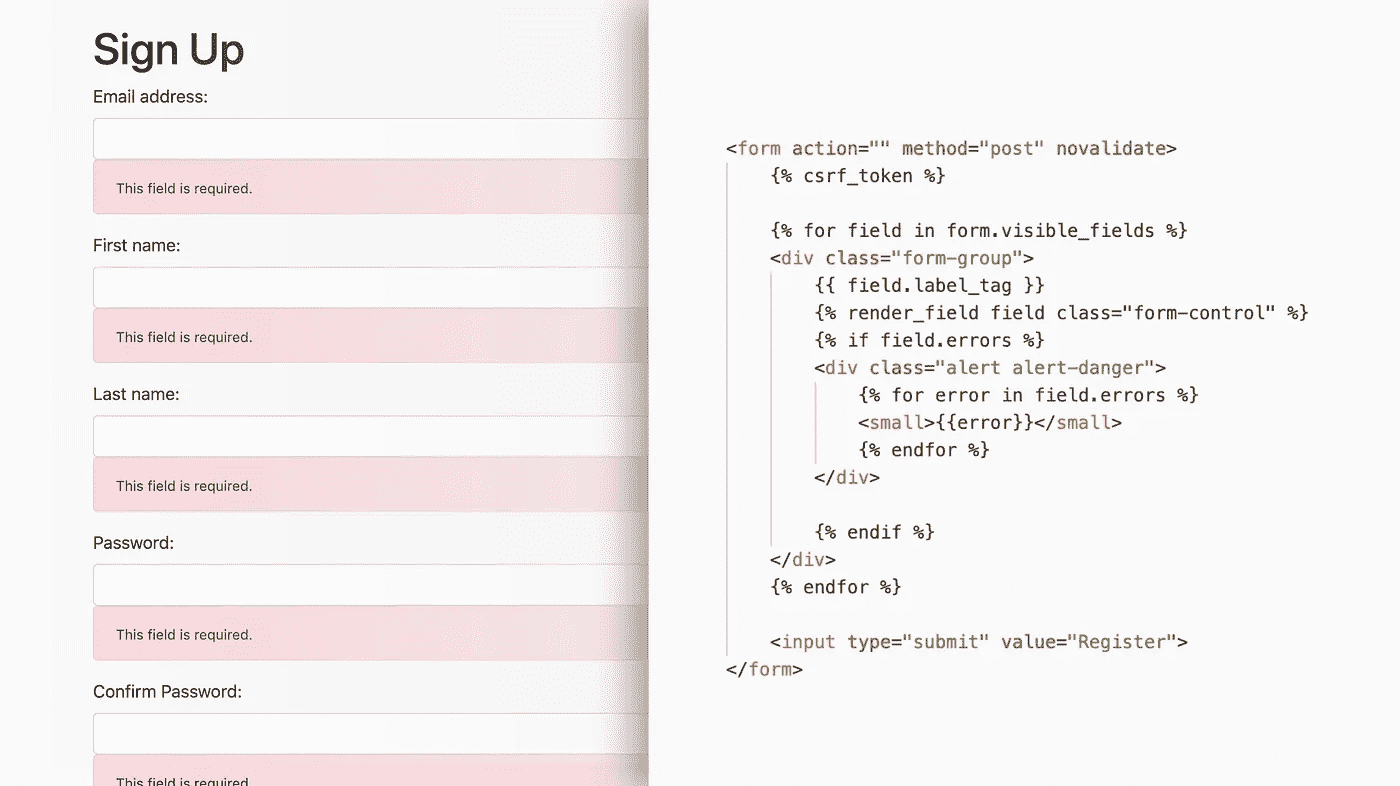 Sign Up
Email address:
This field is required.
First name:
This field is required.
Last name:
This field is required.
Password:
This field is required.
Confirm Password:
This field is required.
<form action="" method="post" novalidate>
{% csrf_token %}
{% for field in form.visible_fields %}
<div class="form-group">
{{ field.label_tag }}
{% render_field field class="form-control" %}
{% if field.errors %}
<div class="alert alert-danger">
{% for error in field.errors %}
<small>{{error}}</small>
{% endfor %}
</div>
{% endif %}
</div>
{% endfor %}
<input type="submit" value="Register">
</form>